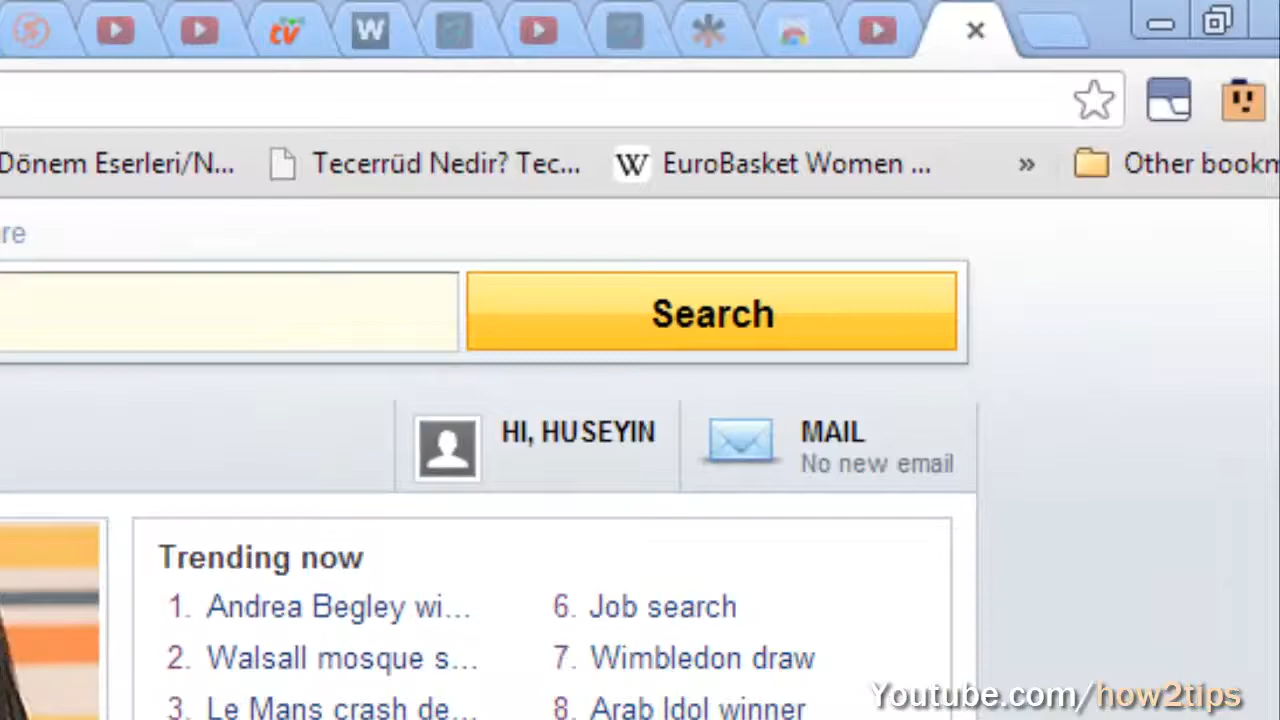 cv W
Dönem Eserleri/N... Tecerrüd Nedir? Tec... W EuroBasket Women ... » Other bookm
re
Search
HI, HUSEYIN MAIL
No new email
Trending now
1. Andrea Begley wi... 6. Job search
2. Walsall mosque s... 7. Wimbledon draw
3. Le Mans crash de... 8. Arab Idol winner
Youtube.com/how2tips